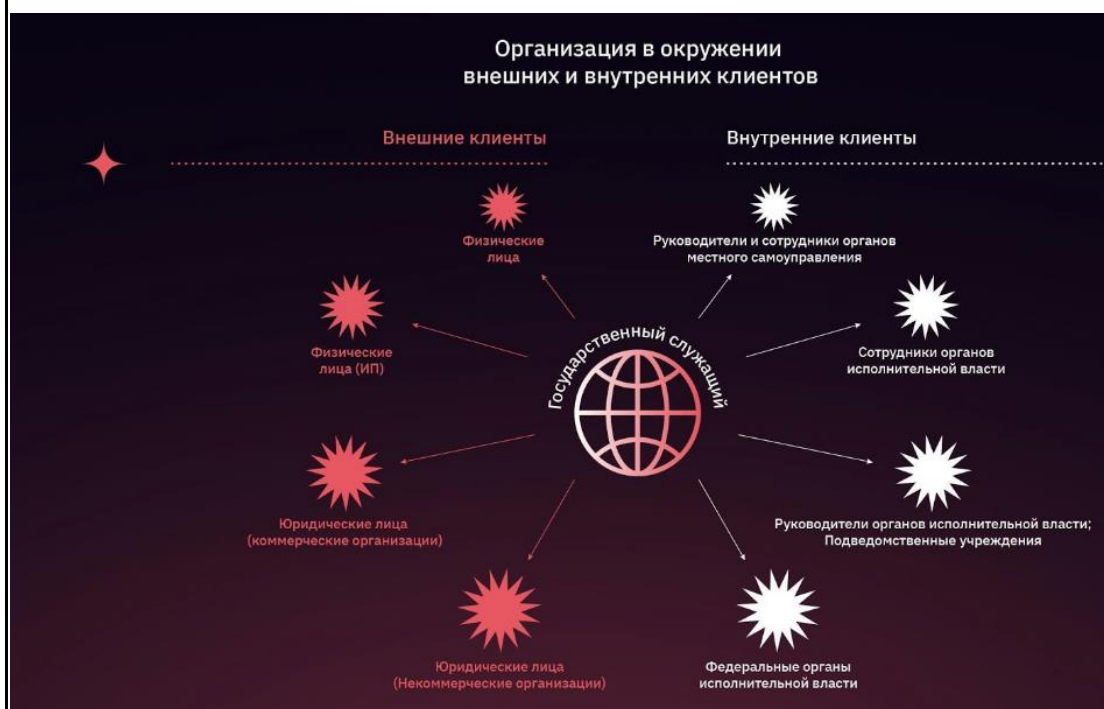 Организация в окружении
внешних и внутренних клиентов
Внешние клиенты
Внутренние клиенты
Физические
лица
Руководители и сотрудники органов
местного самоуправления
Физические
лица (ИП)
Государственный служащий
Сотрудники органов
исполнительной власти
Юридические лица
(коммерческие организации)
Руководители органов исполнительной власти;
Подведомственные учреждения
Юридические лица
(Некоммерческие организации)
Федеральные органы
исполнительной власти